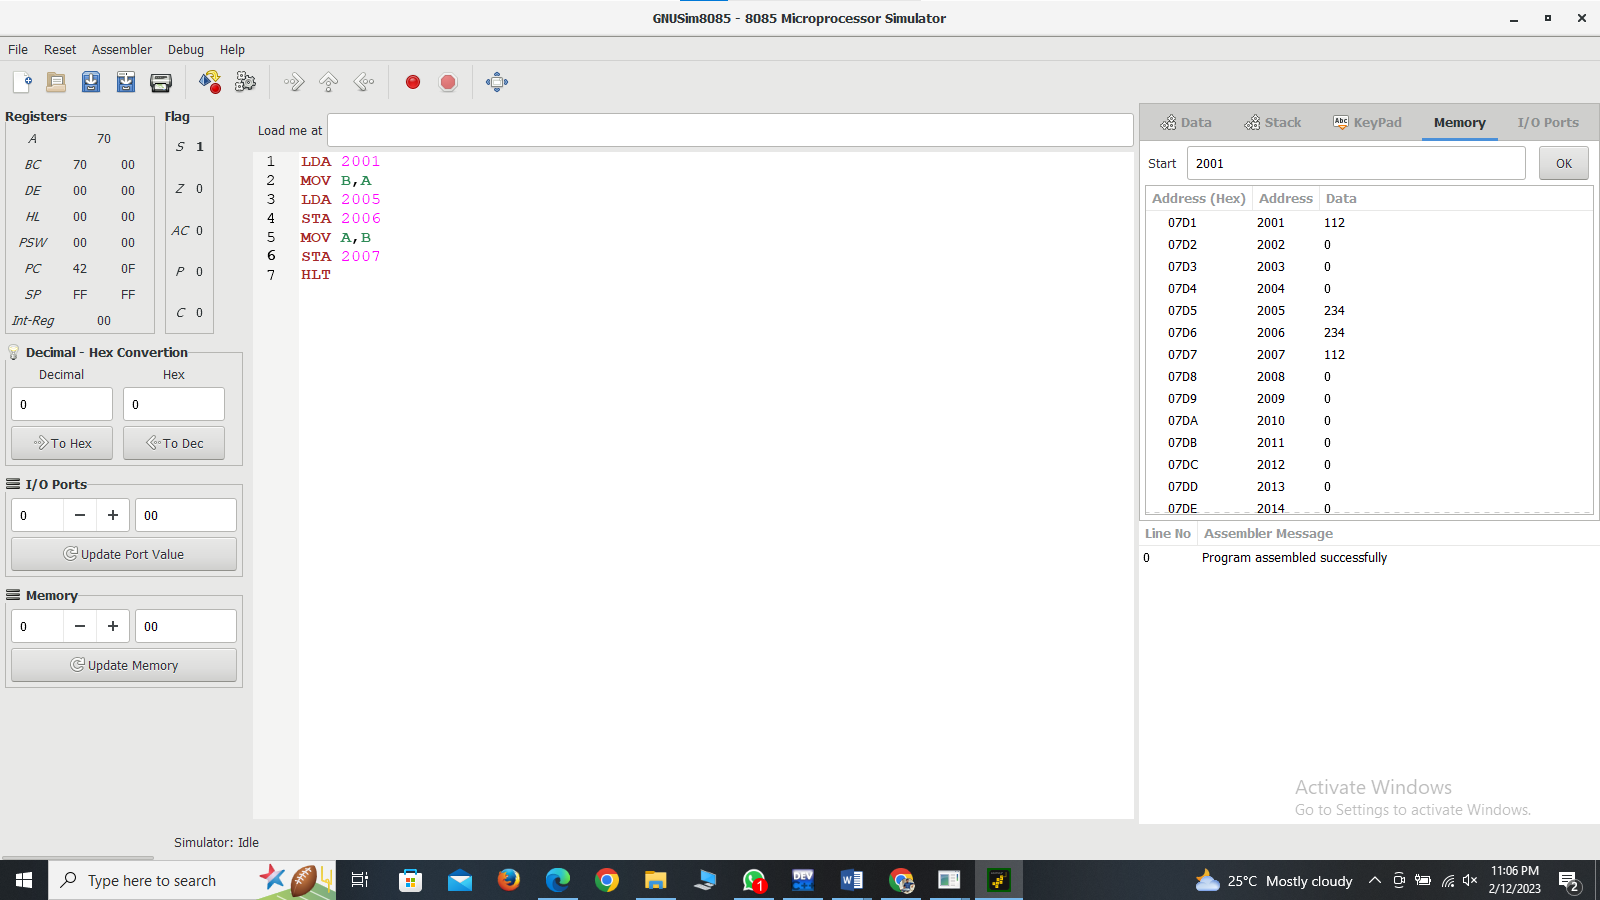 GNUSim8085 - 8085 Microprocessor Simulator
File Reset Assembler Debug Help
Registers
A 70
BC 70 00
DE 00 00
HL 00 00
PSW 00 00
PC 42 0F
SP FF FF
Int-Reg 00
Flag
S 1
Z 0
AC 0
P 0
C 0
Decimal - Hex Convertion
Decimal Hex
0 0
To Hex To Dec
I/O Ports
0 − + 00
Update Port Value
Memory
0 − + 00
Update Memory
Load me at
1 LDA 2001
2 MOV B,A
3 LDA 2005
4 STA 2006
5 MOV A,B
6 STA 2007
7 HLT
Data Stack Abc KeyPad Memory I/O Ports
Start 2001 OK
Address (Hex) Address Data
07D1 2001 112
07D2 2002 0
07D3 2003 0
07D4 2004 0
07D5 2005 234
07D6 2006 234
07D7 2007 112
07D8 2008 0
07D9 2009 0
07DA 2010 0
07DB 2011 0
07DC 2012 0
07DD 2013 0
07DE 2014 0
Line No Assembler Message
0 Program assembled successfully
Activate Windows
Go to Settings to activate Windows.
Simulator: Idle
Type here to search
1
DEV
W
25°C Mostly cloudy
11:06 PM
2/12/2023
2